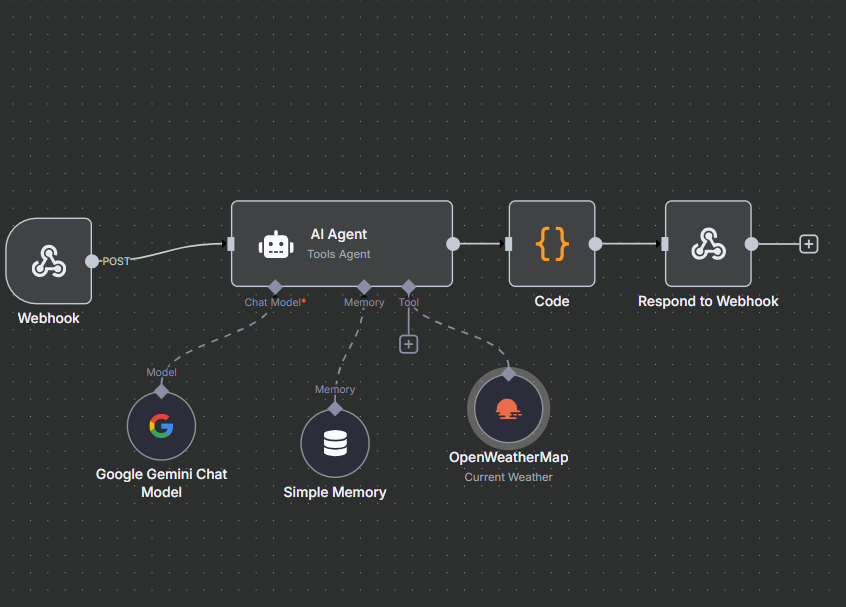 POST
Webhook
AI Agent
Tools Agent
Chat Model*
Memory
Tool
Code
Respond to Webhook
Model
Memory
Google Gemini Chat
Model
Simple Memory
OpenWeatherMap
Current Weather